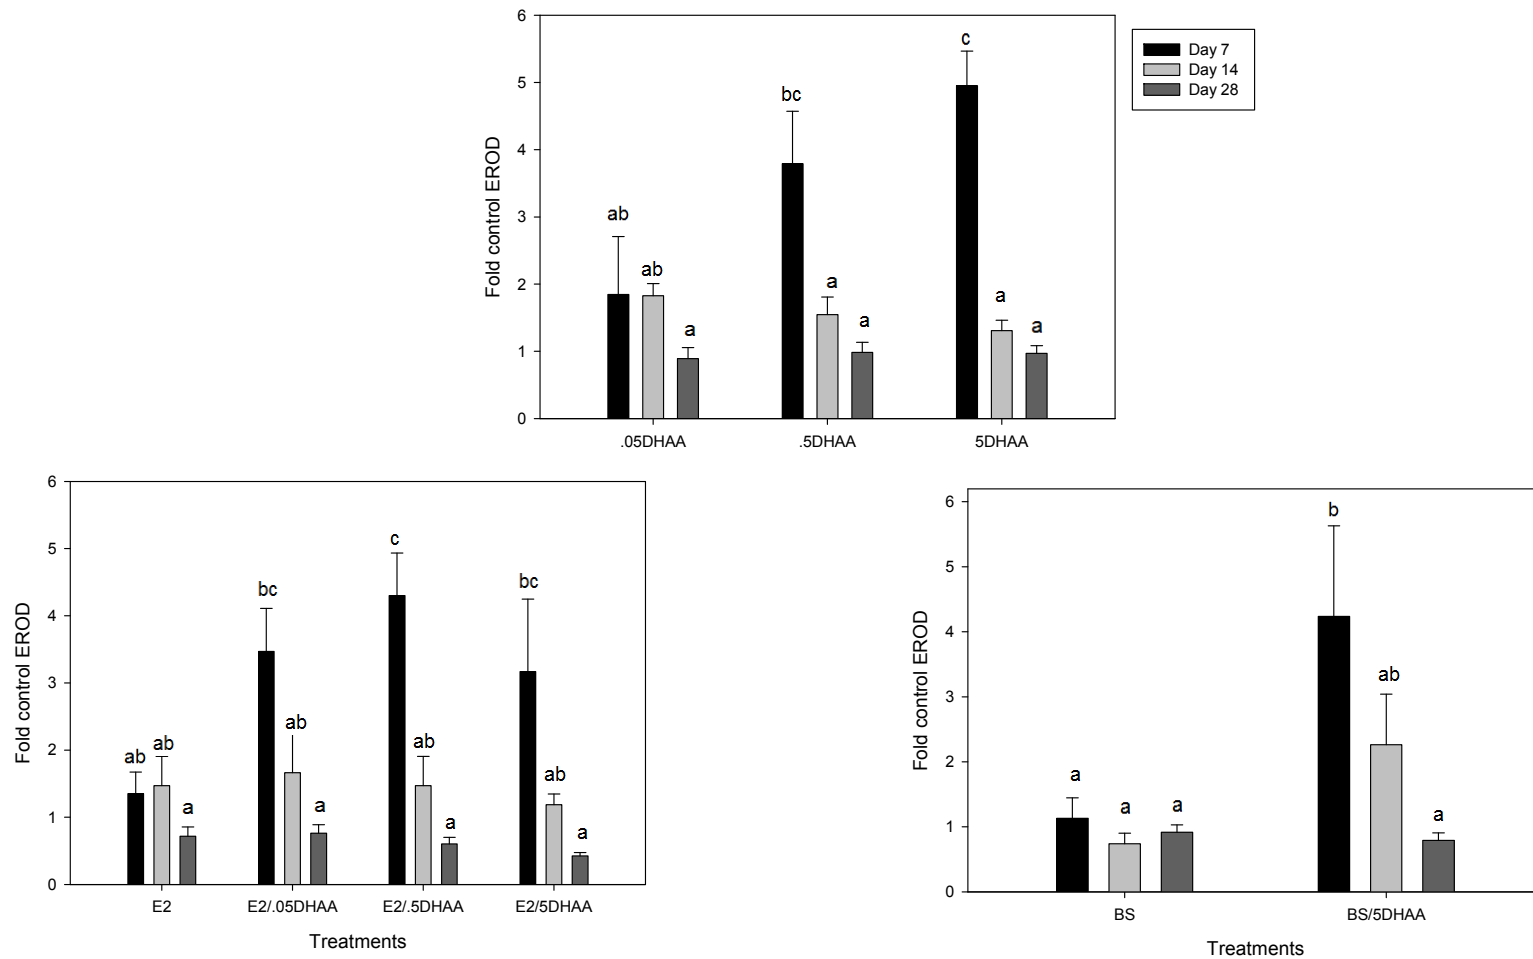 6
5
4
3
2
1
0
Fold control EROD
ab
ab
a
bc
a
a
c
a
a
.05DHAA
.5DHAA
5DHAA
Day 7
Day 14
Day 28
6
5
4
3
2
1
0
Fold control EROD
ab
ab
a
bc
ab
a
c
ab
a
bc
ab
a
E2
E2/.05DHAA
E2/.5DHAA
E2/5DHAA
Treatments
6
5
4
3
2
1
0
Fold control EROD
a
a
a
b
ab
a
BS
BS/5DHAA
Treatments